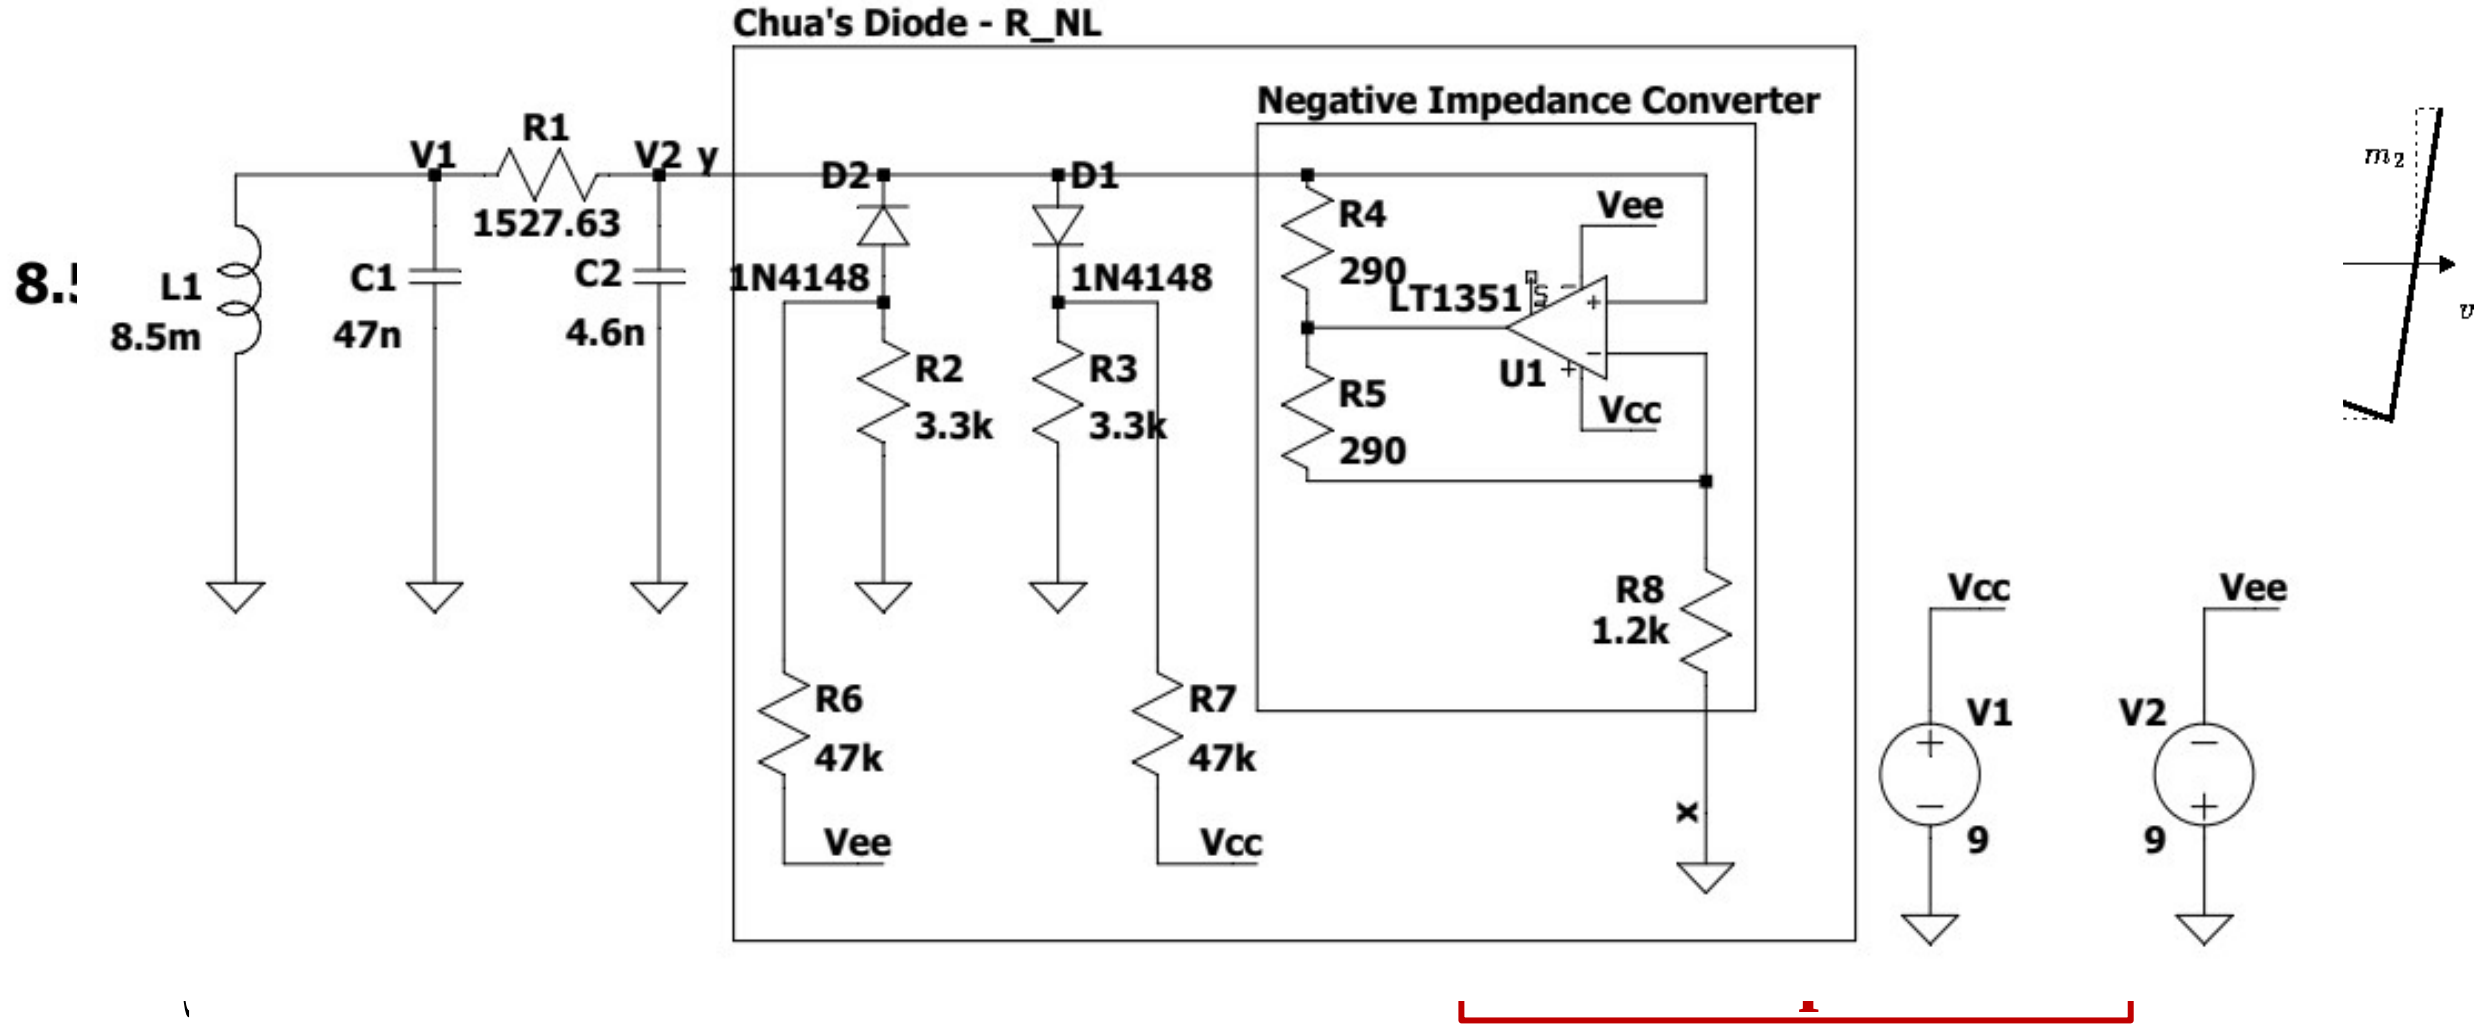 Chua's Diode - R_NL
Negative Impedance Converter
R1
V1
V2
y
1527.63
D2
D1
1N4148
1N4148
R4
290
Vee
LT1351
S
-
+
-
U1
+
Vcc
R5
290
8.5
L1
8.5m
C1
47n
C2
4.6n
R2
3.3k
R3
3.3k
R8
1.2k
R6
47k
Vee
R7
47k
Vcc
x
Vcc
V1
+
-
9
Vee
V2
-
+
9
m₂
v